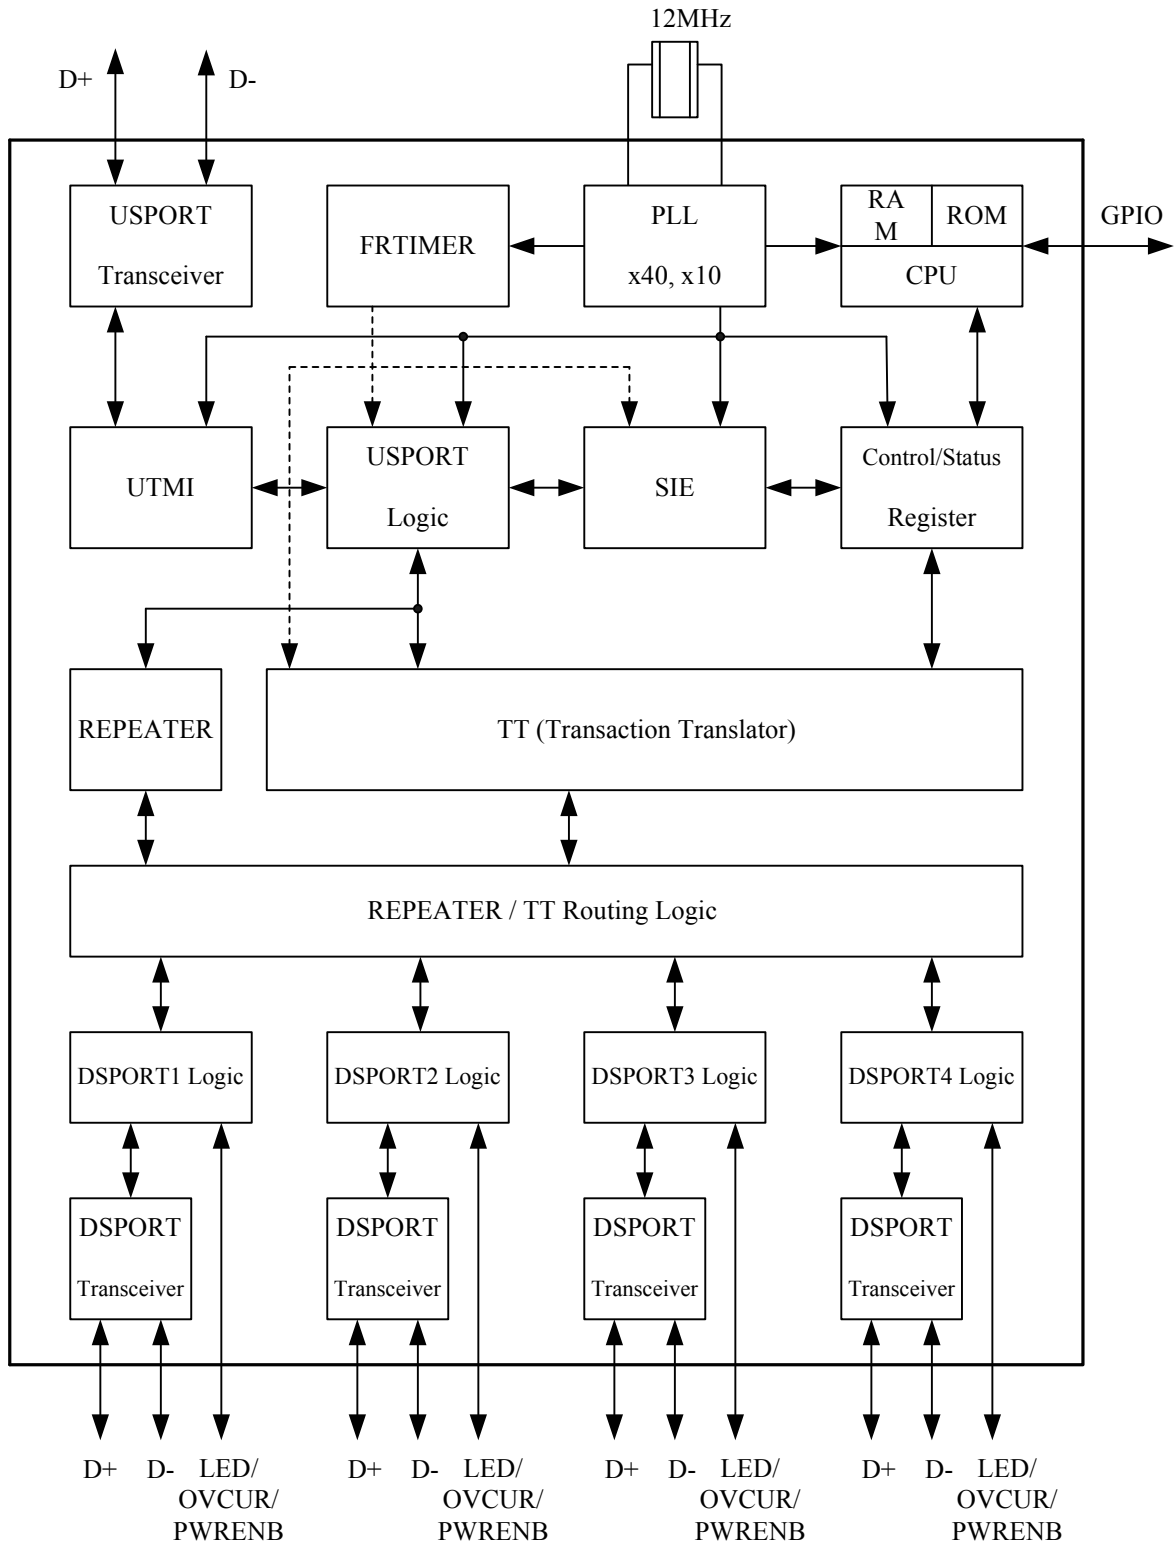 12MHz
D+
D-
USPORT
Transceiver
FRTIMER
PLL
x40, x10
RA
M
ROM
CPU
GPIO
UTMI
USPORT
Logic
SIE
Control/Status
Register
REPEATER
TT (Transaction Translator)
REPEATER / TT Routing Logic
DSPORT1 Logic
DSPORT2 Logic
DSPORT3 Logic
DSPORT4 Logic
DSPORT
Transceiver
DSPORT
Transceiver
DSPORT
Transceiver
DSPORT
Transceiver
D+
D-
LED/
OVCUR/
PWRENB
D+
D-
LED/
OVCUR/
PWRENB
D+
D-
LED/
OVCUR/
PWRENB
D+
D-
LED/
OVCUR/
PWRENB